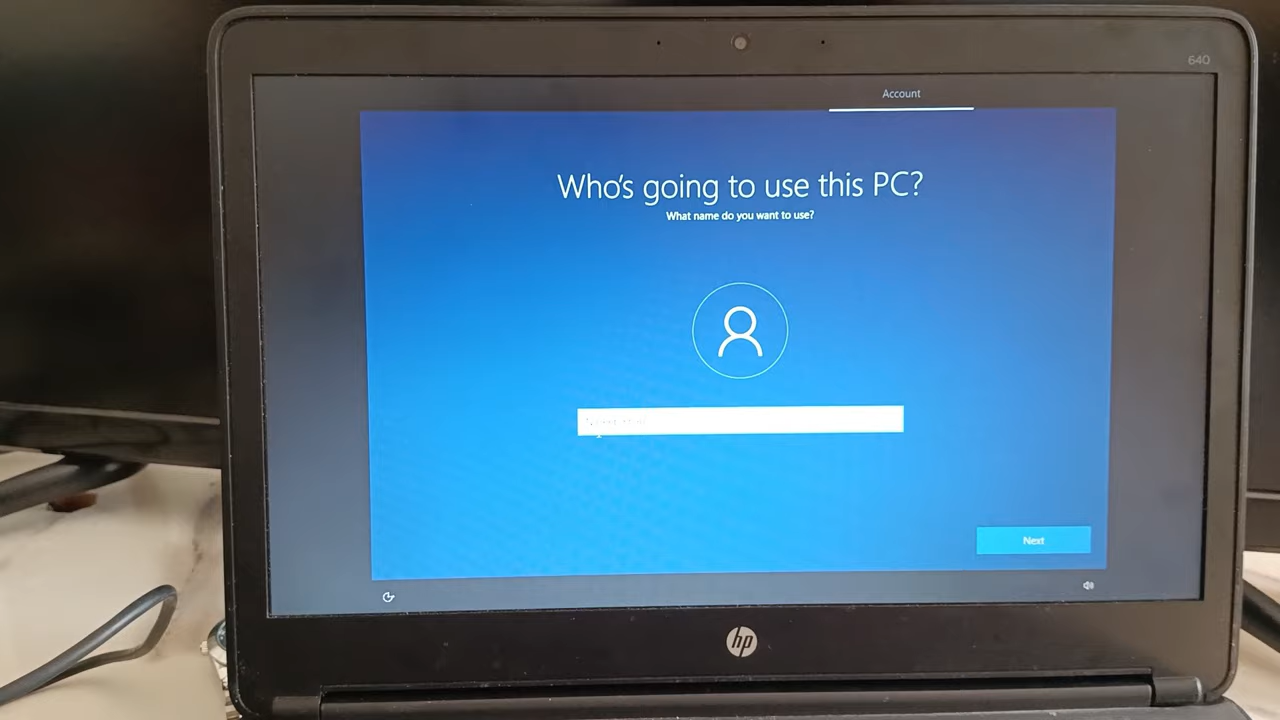 640
Account
Who's going to use this PC?
What name do you want to use?
Next
hp